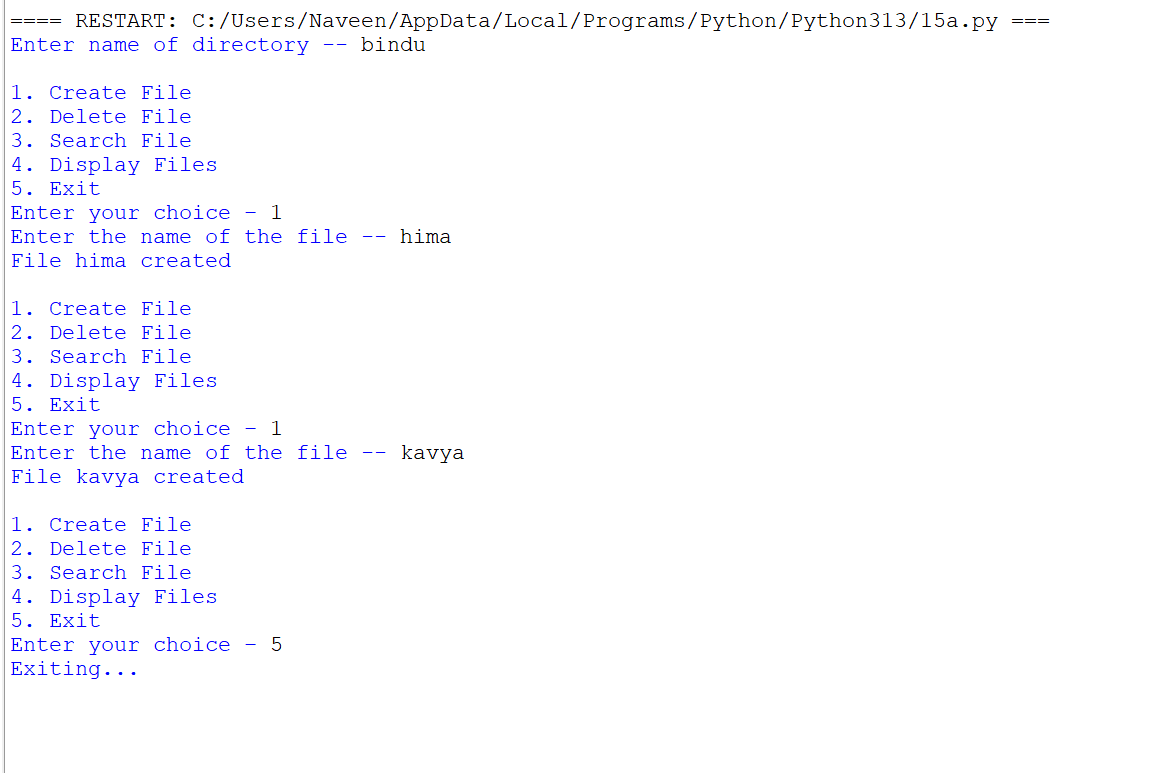 ==== RESTART: C:/Users/Naveen/AppData/Local/Programs/Python/Python313/15a.py ===
Enter name of directory -- bindu
1. Create File
2. Delete File
3. Search File
4. Display Files
5. Exit
Enter your choice - 1
Enter the name of the file -- hima
File hima created
1. Create File
2. Delete File
3. Search File
4. Display Files
5. Exit
Enter your choice - 1
Enter the name of the file -- kavya
File kavya created
1. Create File
2. Delete File
3. Search File
4. Display Files
5. Exit
Enter your choice - 5
Exiting...